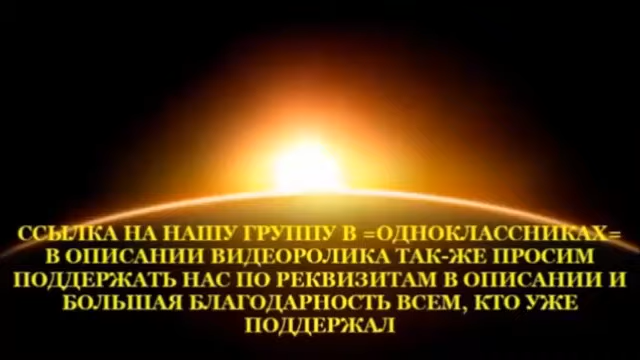 ССЫЛКА НА НАШУ ГРУППУ В =ОДНОКЛАССНИКАХ=
В ОПИСАНИИ ВИДЕОРОЛИКА ТАК-ЖЕ ПРОСИМ
ПОДДЕРЖАТЬ НАС ПО РЕКВИЗИТАМ В ОПИСАНИИ И
БОЛЬШАЯ БЛАГОДАРНОСТЬ ВСЕМ, КТО УЖЕ
ПОДДЕРЖАЛ